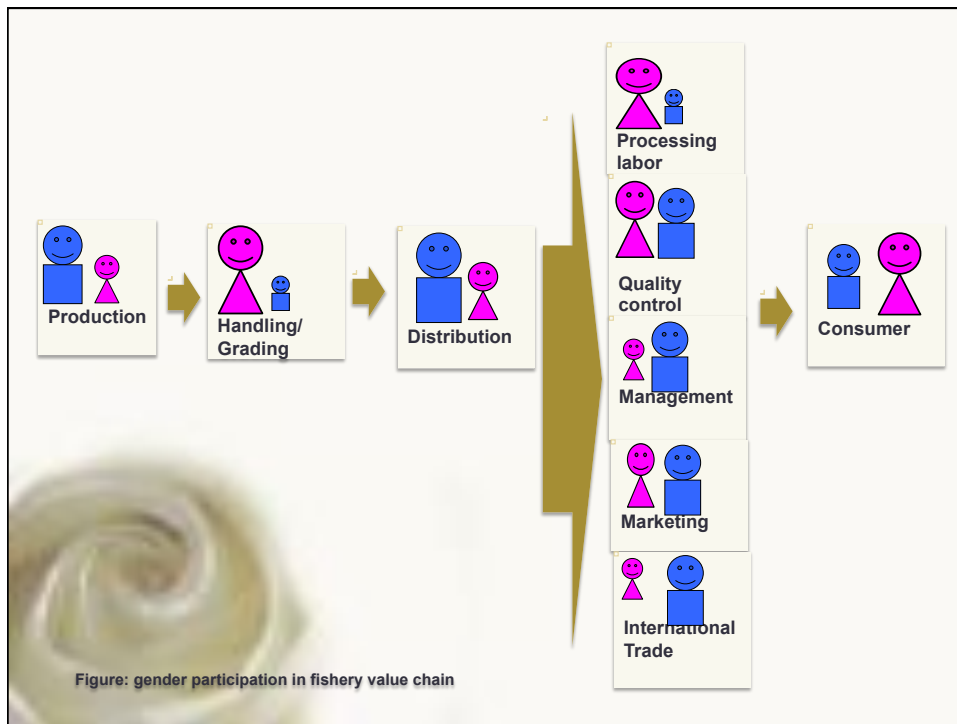 Production
Handling/
Grading
Distribution
Processing
labor
Quality
control
Management
Marketing
International
Trade
Consumer
Figure: gender participation in fishery value chain